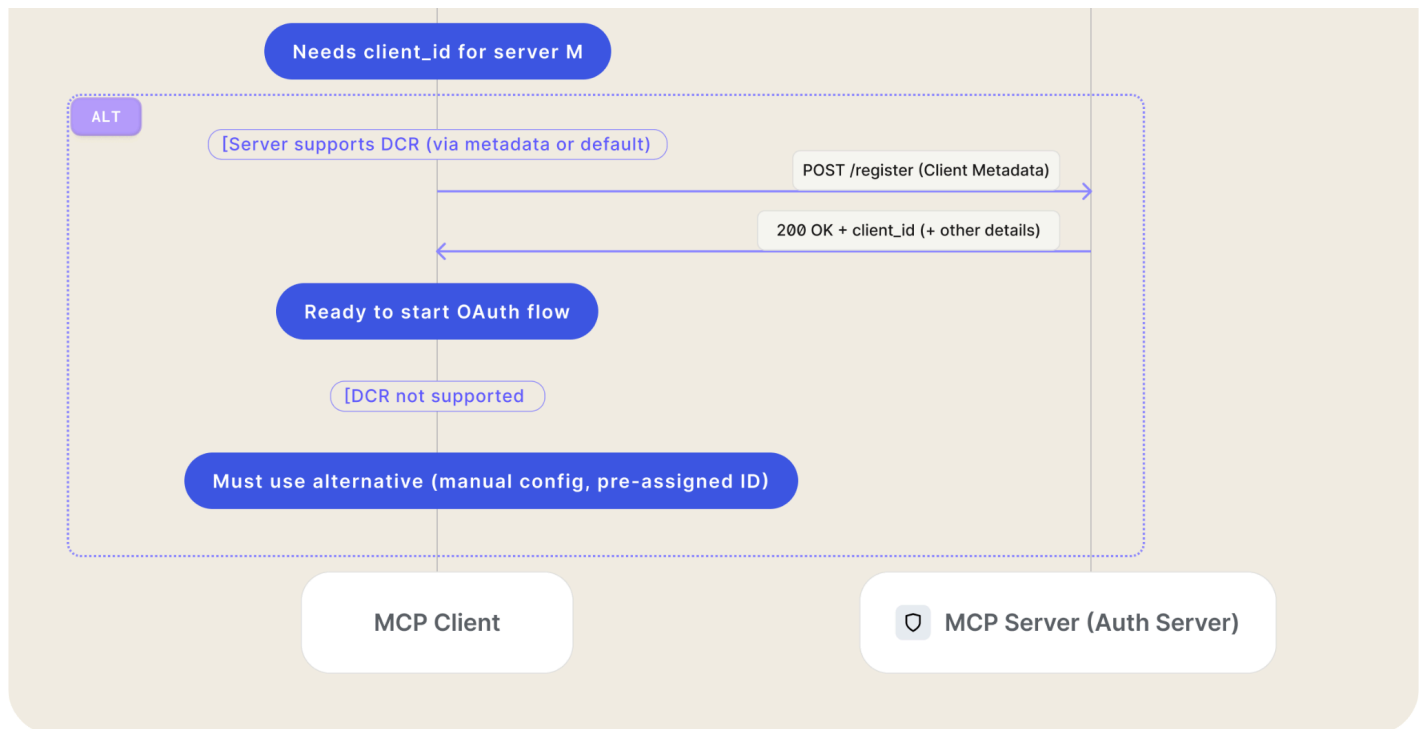 Needs client_id for server M
ALT
[Server supports DCR (via metadata or default)
POST /register (Client Metadata)
200 OK + client_id (+ other details)
Ready to start OAuth flow
[DCR not supported
Must use alternative (manual config, pre-assigned ID)
MCP Client
MCP Server (Auth Server)